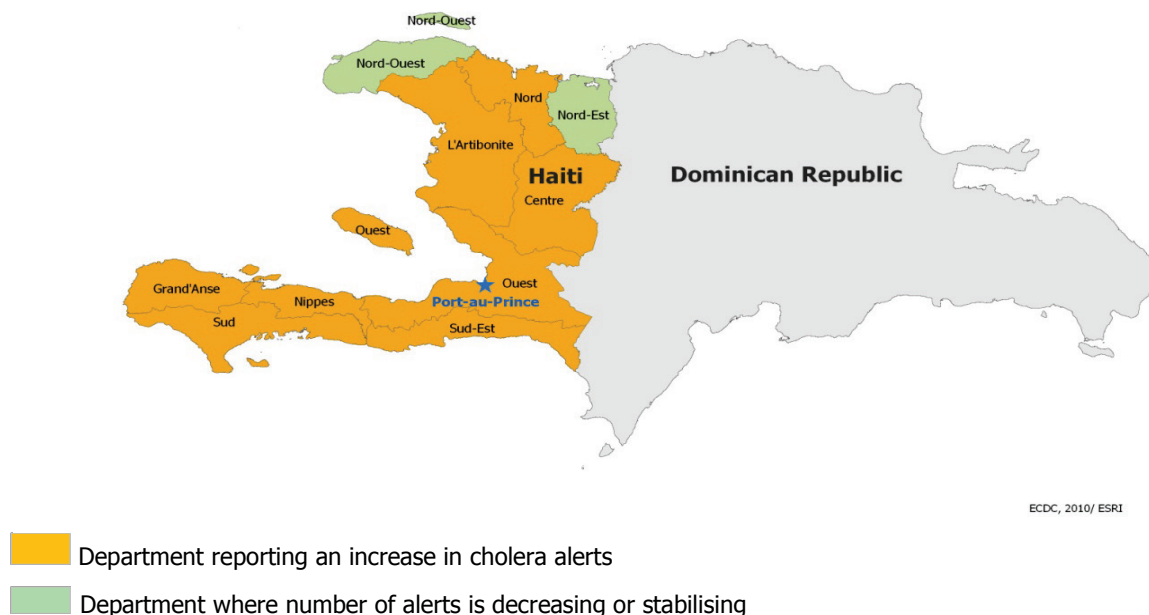 Nord-Ouest
Nord-Ouest
Nord
Nord-Est
L'Artibonite
Haiti
Dominican Republic
Centre
Ouest
Ouest
Grand'Anse
Nippes
Port-au-Prince
Sud
Sud-Est
ECDC, 2010/ ESRI
Department reporting an increase in cholera alerts
Department where number of alerts is decreasing or stabilising